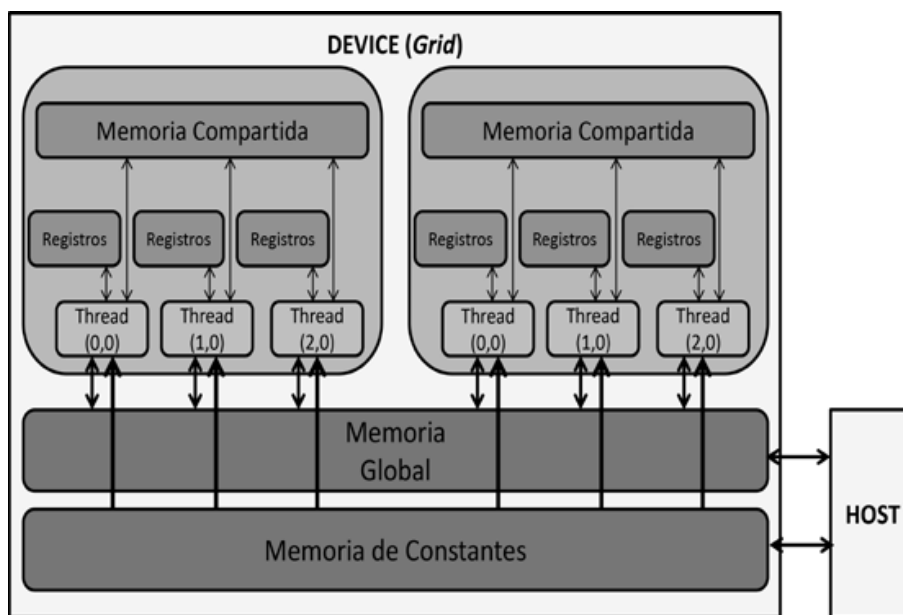 DEVICE (Grid)
Memoria Compartida
Registros
Registros
Registros
Thread
(0,0)
Thread
(1,0)
Thread
(2,0)
Memoria Compartida
Registros
Registros
Registros
Thread
(0,0)
Thread
(1,0)
Thread
(2,0)
Memoria
Global
Memoria de Constantes
HOST